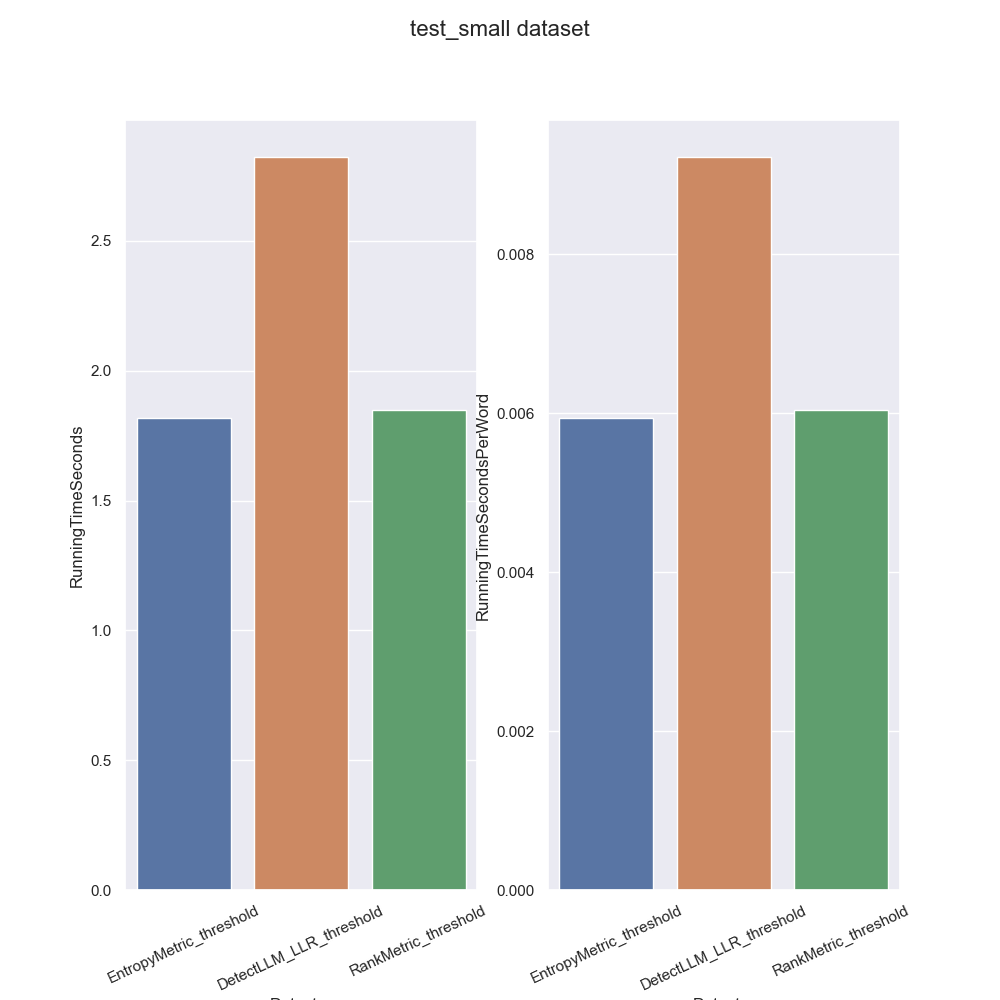 test_small dataset
RunningTimeSeconds
2.5
2.0
1.5
1.0
0.5
0.0
EntropyMetric_threshold
DetectLLM_LLR_threshold
RankMetric_threshold
RunningTimeSecondsPerWord
0.008
0.006
0.004
0.002
0.000
EntropyMetric_threshold
DetectLLM_LLR_threshold
RankMetric_threshold